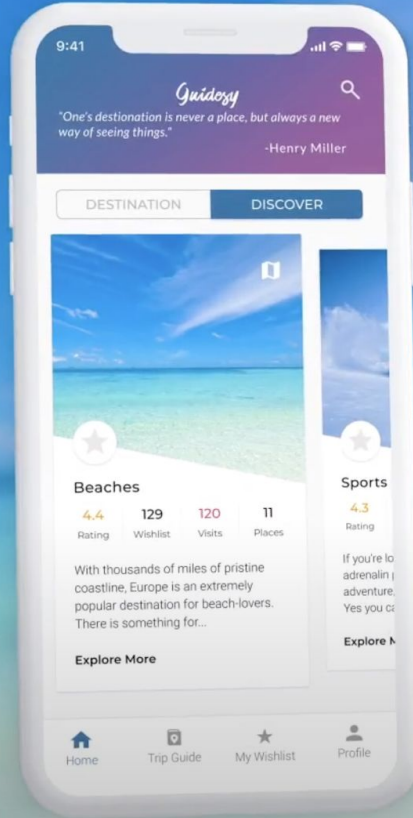 9:41
Guidesy
"One's destionation is never a place, but always a new
way of seeing things."
-Henry Miller
DESTINATION
DISCOVER
Beaches
4.4
129
120
11
Rating
Wishlist
Visits
Places
With thousands of miles of pristine
coastline, Europe is an extremely
popular destination for beach-lovers.
There is something for...
Explore More
Sports
4.3
Rating
If you're lo
adrenalin
adventure,
Yes you ca
Explore M
Home
Trip Guide
My Wishlist
Profile